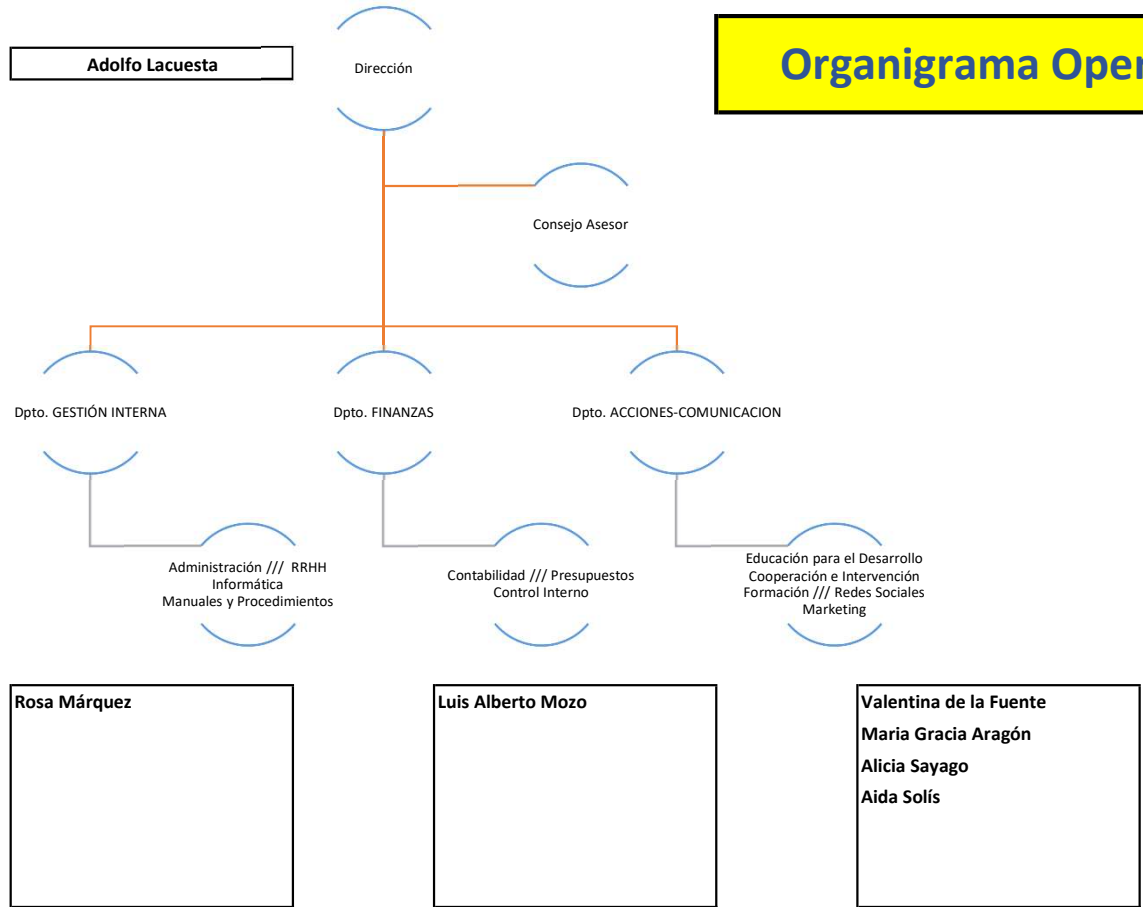 Adolfo Lacuesta
Dirección
Organigrama Oper
Consejo Asesor
Dpto. GESTIÓN INTERNA
Dpto. FINANZAS
Dpto. ACCIONES-COMUNICACION
Administración /// RRHH
Informática
Manuales y Procedimientos
Contabilidad /// Presupuestos
Control Interno
Educación para el Desarrollo
Cooperación e Intervención
Formación /// Redes Sociales
Marketing
Rosa Márquez
Luis Alberto Mozo
Valentina de la Fuente
Maria Gracia Aragón
Alicia Sayago
Aida Solís